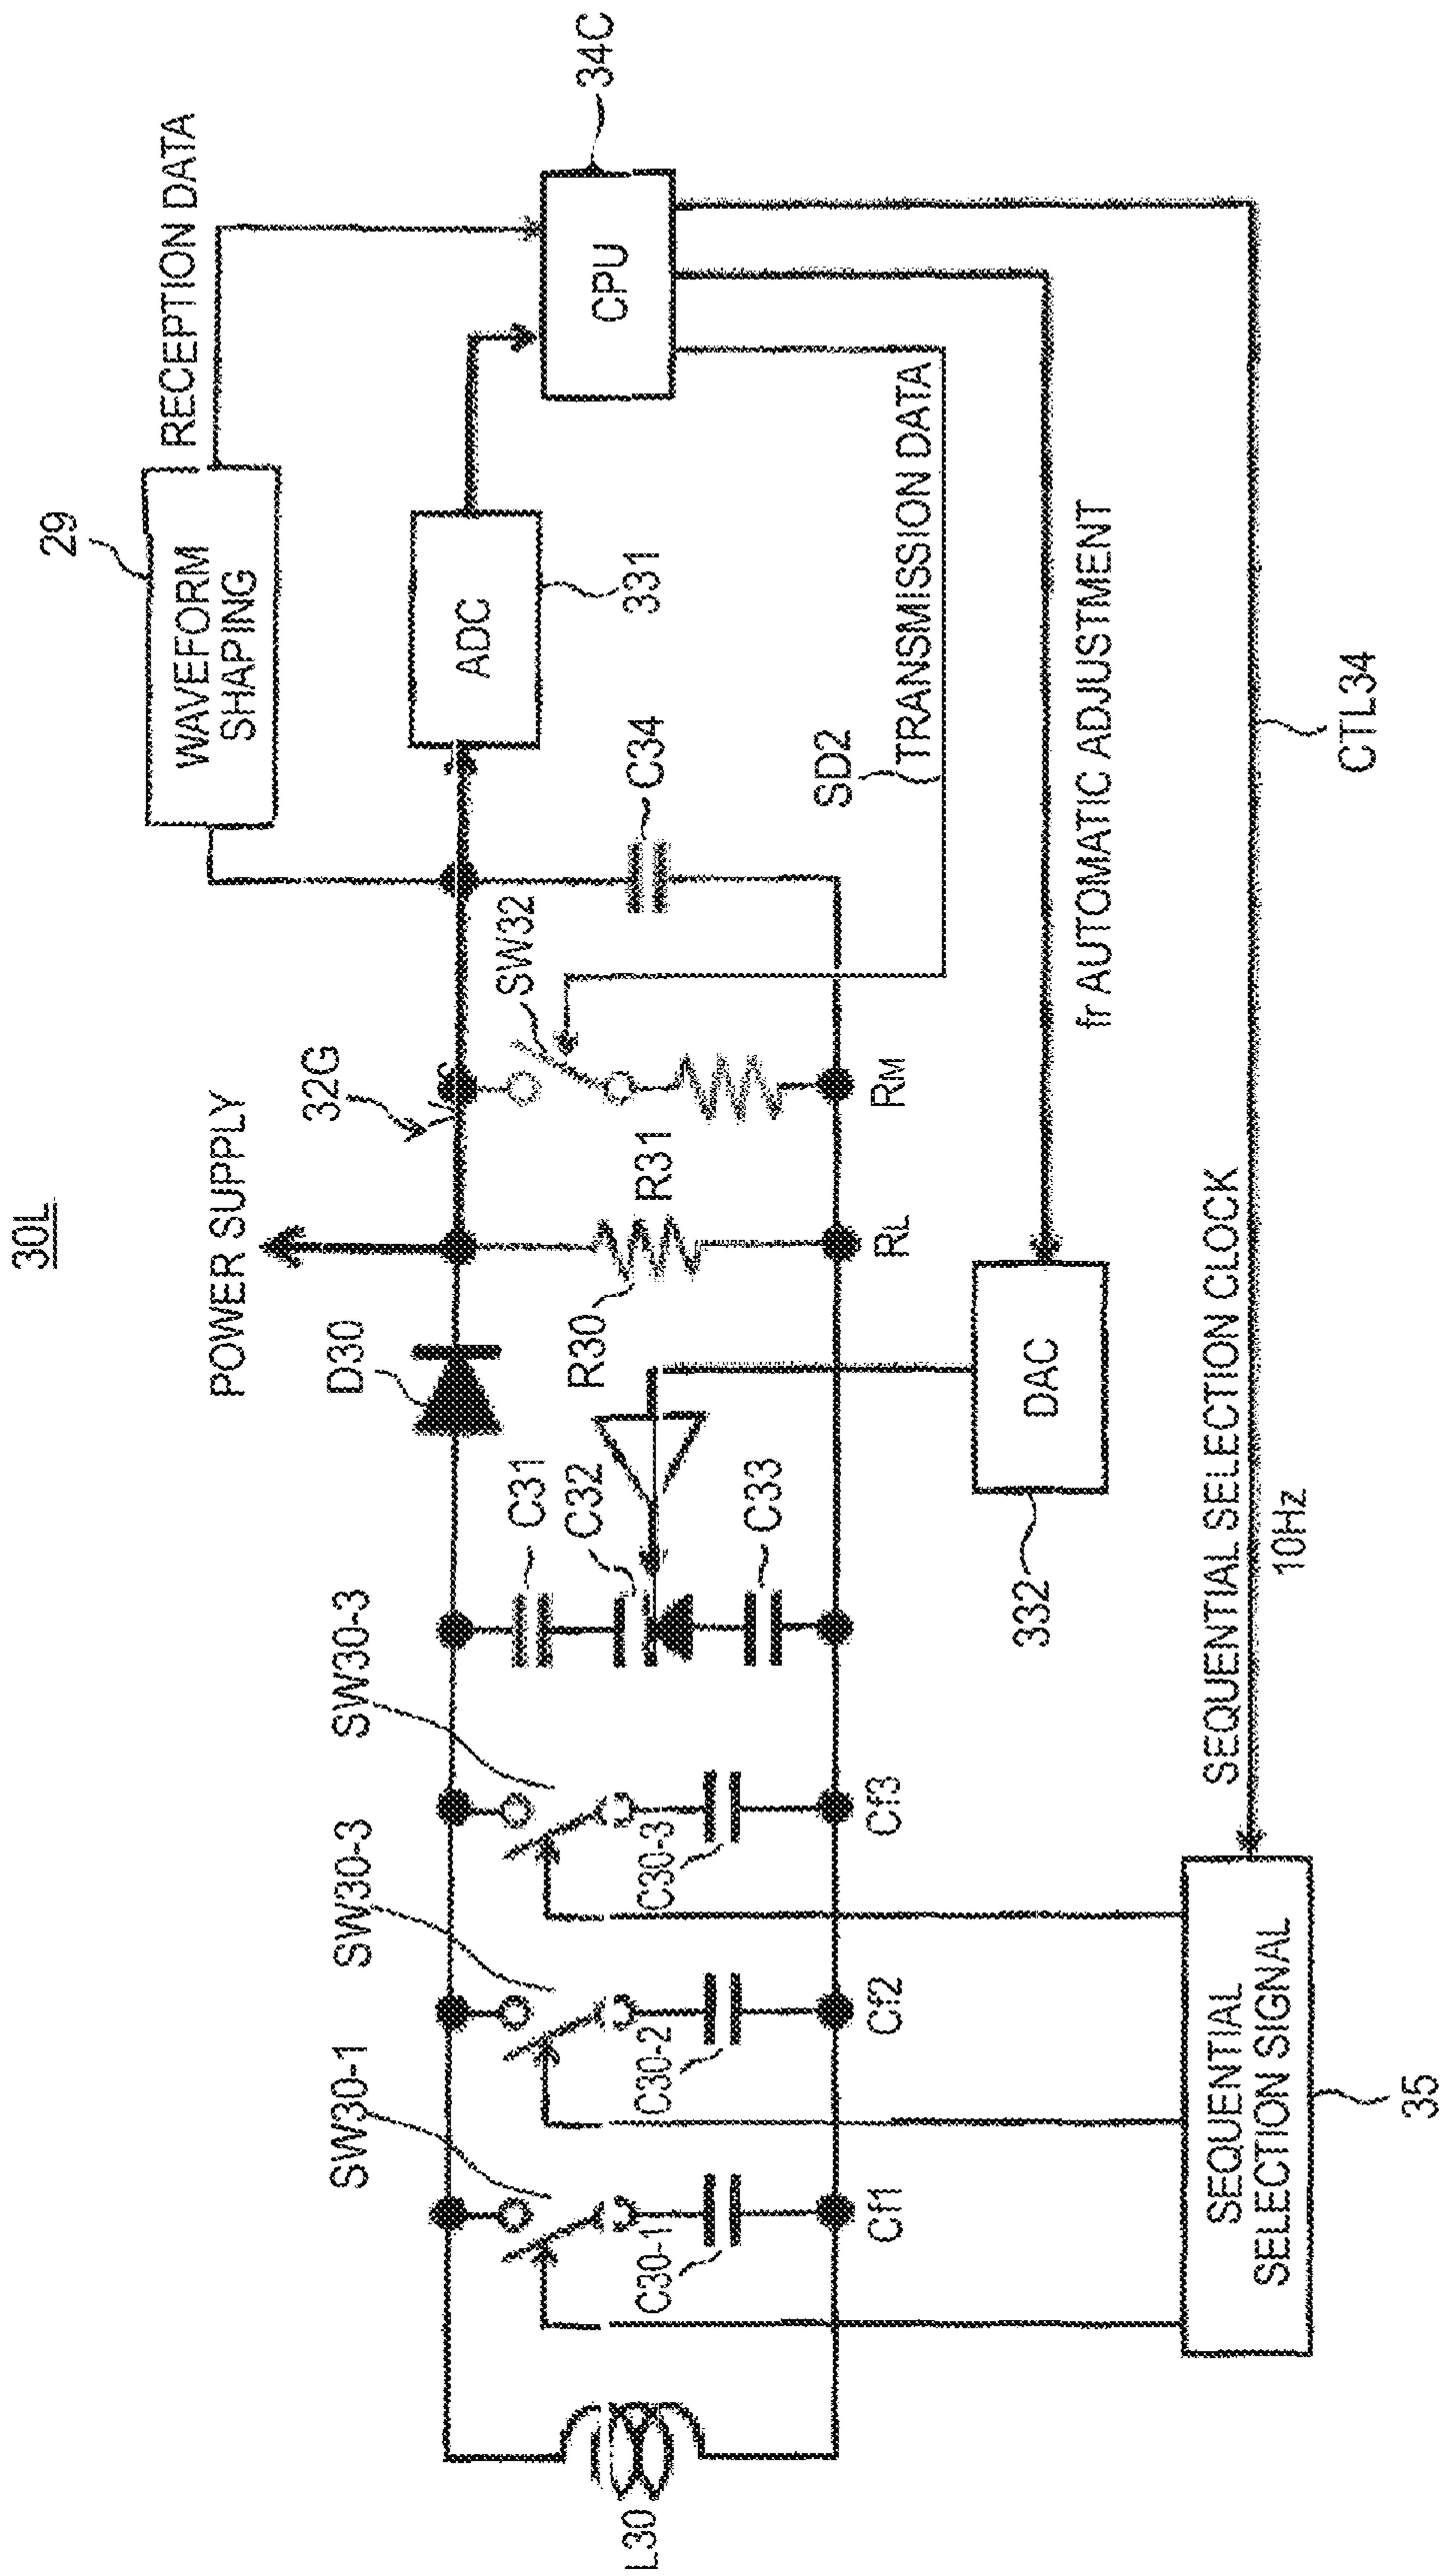 30L
POWER SUPPLY
29
WAVEFORM
SHAPING
RECEPTION DATA
32G
D30
SW30-1
SW30-3
SW30-3
C31
C32
C33
R30
R31
SW32
C34
ADC
331
CPU
34C
SD2
TRANSMISSION DATA
L30
C30-1
C30-2
C30-3
Cf1
Cf2
Cf3
RL
RM
DAC
332
fr AUTOMATIC ADJUSTMENT
SEQUENTIAL SELECTION CLOCK
10Hz
CTL34
SEQUENTIAL
SELECTION SIGNAL
35